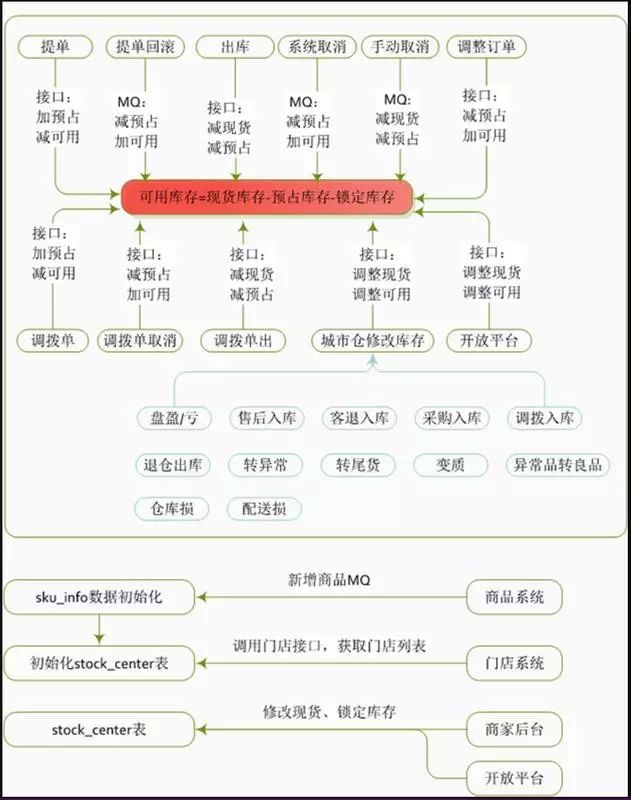 提单
提单回滚
出库
系统取消
手动取消
调整订单
接口：
加预占
减可用
MQ：
减预占
加可用
接口：
减现货
减预占
MQ：
减预占
加可用
MQ：
减现货
减预占
接口：
减预占
加可用
可用库存=现货库存-预占库存-锁定库存
接口：
加预占
减可用
接口：
减预占
加可用
接口：
减现货
减预占
接口：
调整现货
调整可用
接口：
调整现货
调整可用
调拨单
调拨单取消
调拨单出
城市仓修改库存
开放平台
盘盈/亏
售后入库
客退入库
采购入库
调拨入库
退仓出库
转异常
转尾货
变质
异常品转良品
仓库损
配送损
新增商品MQ
sku_info数据初始化
商品系统
调用门店接口，获取门店列表
初始化stock_center表
门店系统
修改现货、锁定库存
stock_center表
商家后台
开放平台